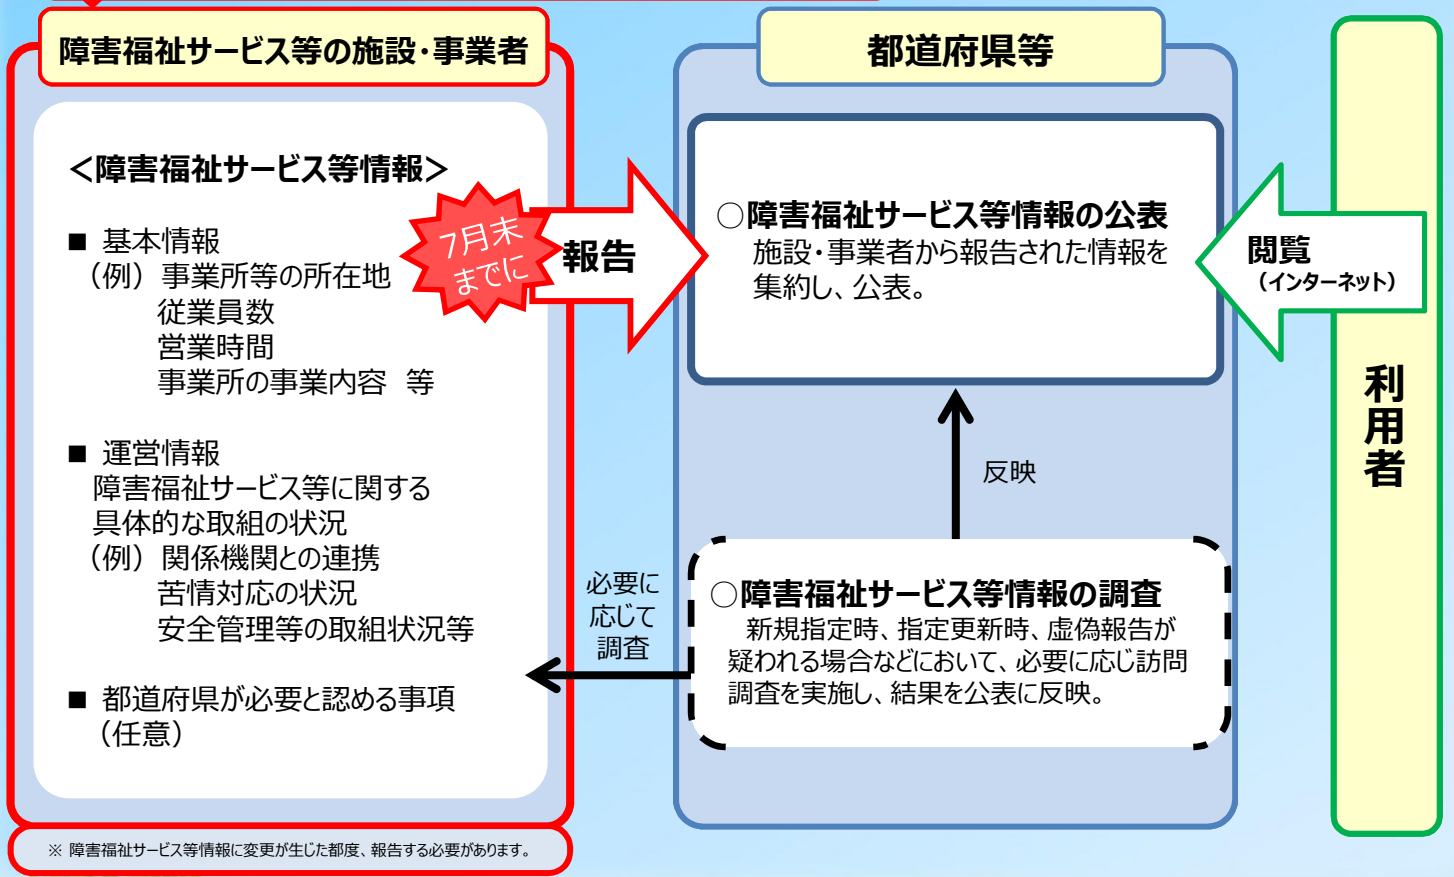 障害福祉サービス等の施設・事業者
＜障害福祉サービス等情報＞
■ 基本情報
（例）事業所等の所在地
従業員数
営業時間
事業所の事業内容 等
■ 運営情報
障害福祉サービス等に関する
具体的な取組の状況
（例）関係機関との連携
苦情対応の状況
安全管理等の取組状況等
■ 都道府県が必要と認める事項
（任意）
※ 障害福祉サービス等情報に変更が生じた都度、報告する必要があります。
7月末
までに
報告
必要に
応じて
調査
都道府県等
○障害福祉サービス等情報の公表
施設・事業者から報告された情報を
集約し、公表。
反映
○障害福祉サービス等情報の調査
新規指定時、指定更新時、虚偽報告が
疑われる場合などにおいて、必要に応じ訪問
調査を実施し、結果を公表に反映。
閲覧
（インターネット）
利用者